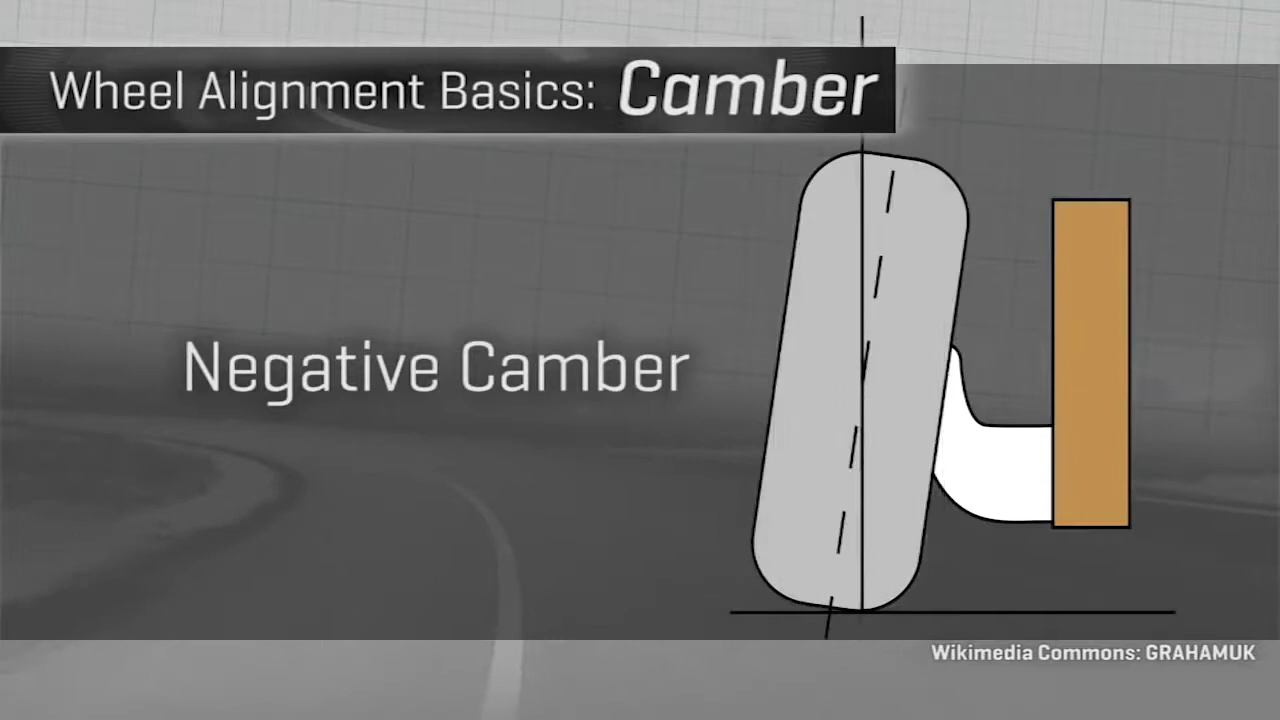 Wheel Alignment Basics: Camber
Negative Camber
Wikimedia Commons: GRAHAMUK